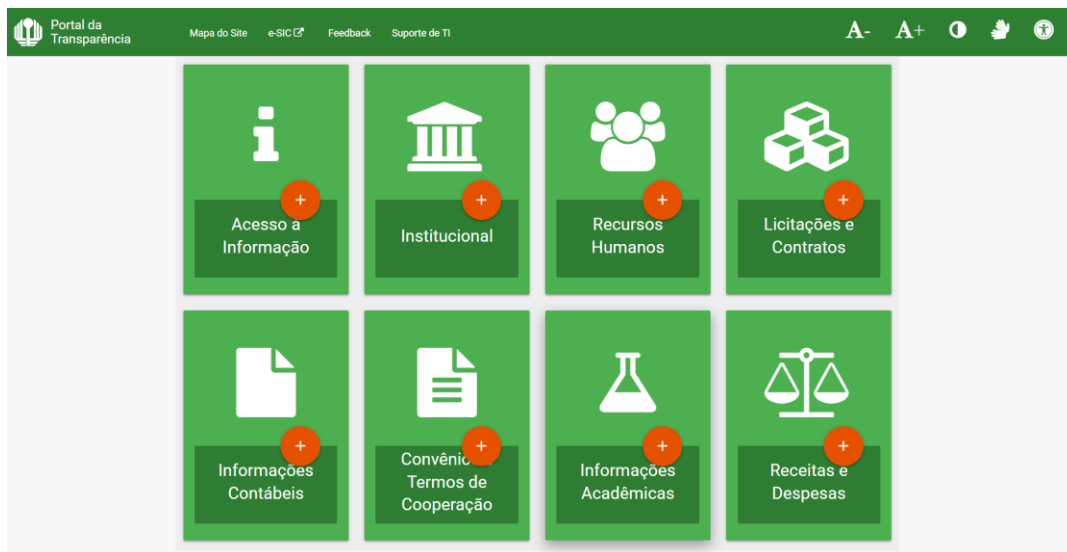 Portal da
Transparência
Mapa do Site e-SIC Feedback Suporte de TI
A- A+
Acesso a
Informação
Institucional
Recursos
Humanos
Licitações e
Contratos
Informações
Contábeis
Termos de
Cooperação
Informações
Acadêmicas
Receitas e
Despesas